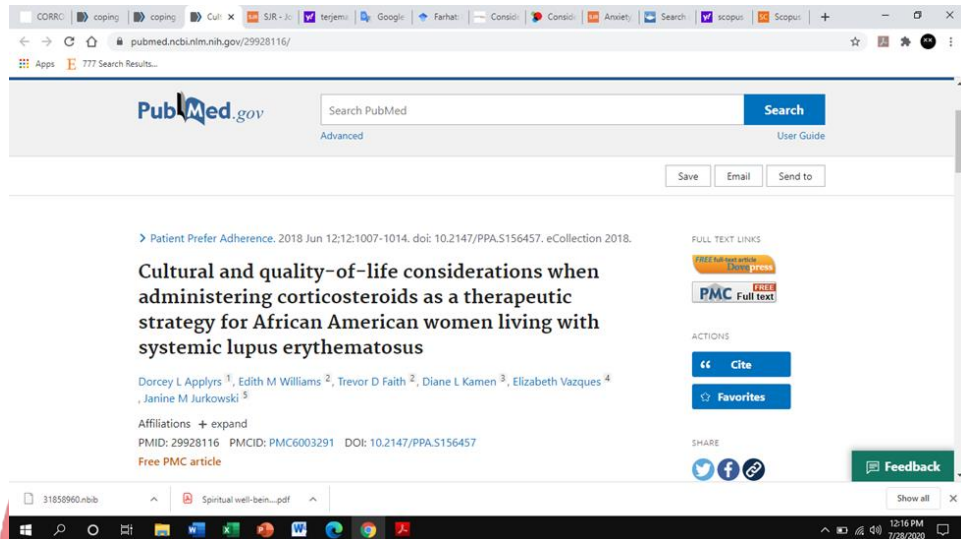 CORRO
coping
coping
Cult
SJR - Jo
terjema
Google
Farhat
Conside
Conside
Anxiety
Search
scopus
Scopus
pubmed.ncbi.nlm.nih.gov/29928116/
Apps
777 Search Results...
PubMed.gov
Search PubMed
Search
Advanced
User Guide
Save
Email
Send to
> Patient Prefer Adherence. 2018 Jun 12;12:1007-1014. doi: 10.2147/PPA.S156457. eCollection 2018.
Cultural and quality-of-life considerations when
administering corticosteroids as a therapeutic
strategy for African American women living with
systemic lupus erythematosus
Dorcey L Applyrs 1, Edith M Williams 2, Trevor D Faith 2, Diane L Kamen 3, Elizabeth Vazques 4
, Janine M Jurkowski 5
Affiliations + expand
PMID: 29928116 PMCID: PMC6003291 DOI: 10.2147/PPA.S156457
Free PMC article
FULL TEXT LINKS
FREE full-text article
Dovepress
PMC Full text FREE
ACTIONS
Cite
Favorites
SHARE
Feedback
31858960.nbib
Spiritual well-bein....pdf
Show all
12:16 PM
7/28/2020